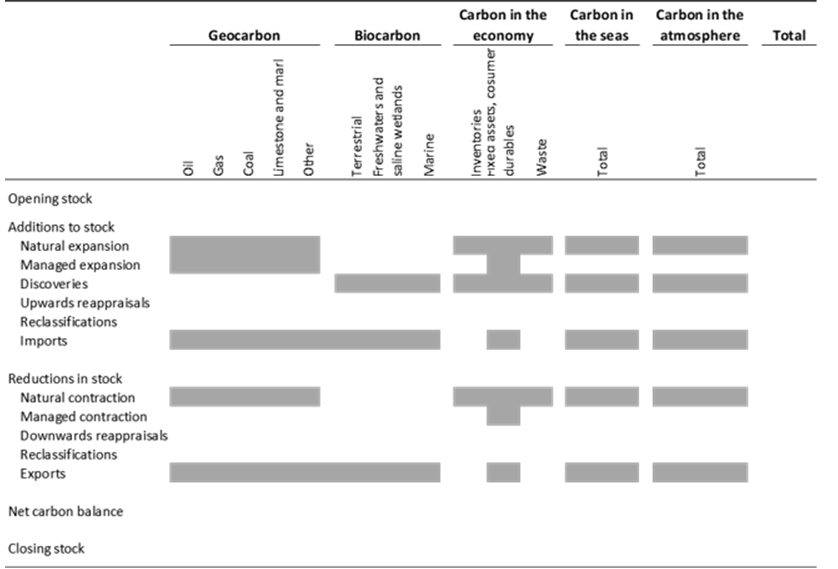 Carbon in the Carbon in Carbon in the
Geocarbon Biocarbon economy the seas atmosphere Total
Oil
Gas
Coal
Limestone and marl
Other
Terrestrial
Freshwaters and
saline wetlands
Marine
Inventories
Fixed assets, cosumer
durables
Waste
Total
Total
Opening stock
Additions to stock
Natural expansion
Managed expansion
Discoveries
Upwards reappraisals
Reclassifications
Imports
Reductions in stock
Natural contraction
Managed contraction
Downwards reappraisals
Reclassifications
Exports
Net carbon balance
Closing stock